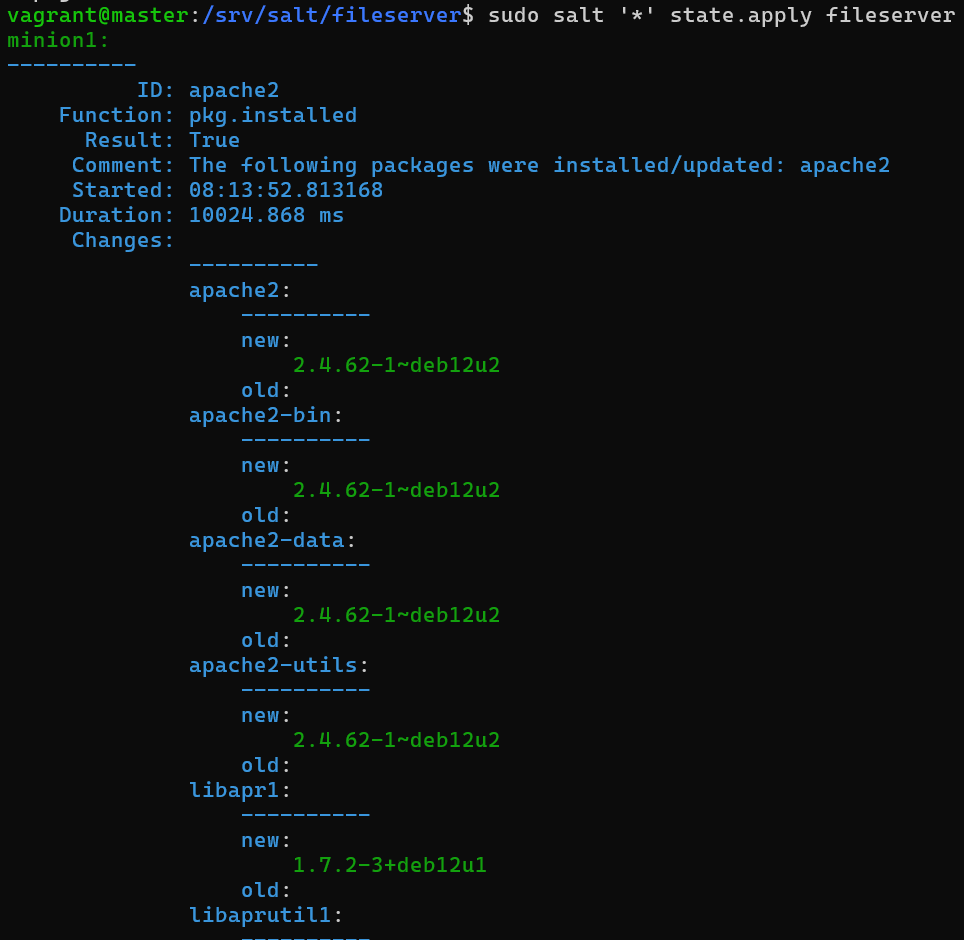 vagrant@master:/srv/salt/fileserver$ sudo salt '*' state.apply fileserver
minion1:
----------
          ID: apache2
    Function: pkg.installed
      Result: True
     Comment: The following packages were installed/updated: apache2
     Started: 08:13:52.813168
    Duration: 10024.868 ms
     Changes:
              ----------
              apache2:
                  ----------
                  new:
                      2.4.62-1~deb12u2
                  old:
              apache2-bin:
                  ----------
                  new:
                      2.4.62-1~deb12u2
                  old:
              apache2-data:
                  ----------
                  new:
                      2.4.62-1~deb12u2
                  old:
              apache2-utils:
                  ----------
                  new:
                      2.4.62-1~deb12u2
                  old:
              libapr1:
                  ----------
                  new:
                      1.7.2-3+deb12u1
                  old:
              libaprutil1:
                  ----------